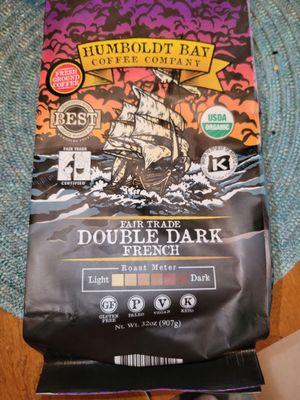 HUMBOLDT BAY
COFFEE COMPANY
FRESH
GROUND
COFFEE
BEST
USDA
ORGANIC
FAIR TRADE
CERTIFIED
K
FAIR TRADE
DOUBLE DARK
FRENCH
Roast Meter
Light
Dark
GF
P
V
K
GLUTEN
FREE
PALEO
VEGAN
KETO
Nt. Wt. 32oz (907g)